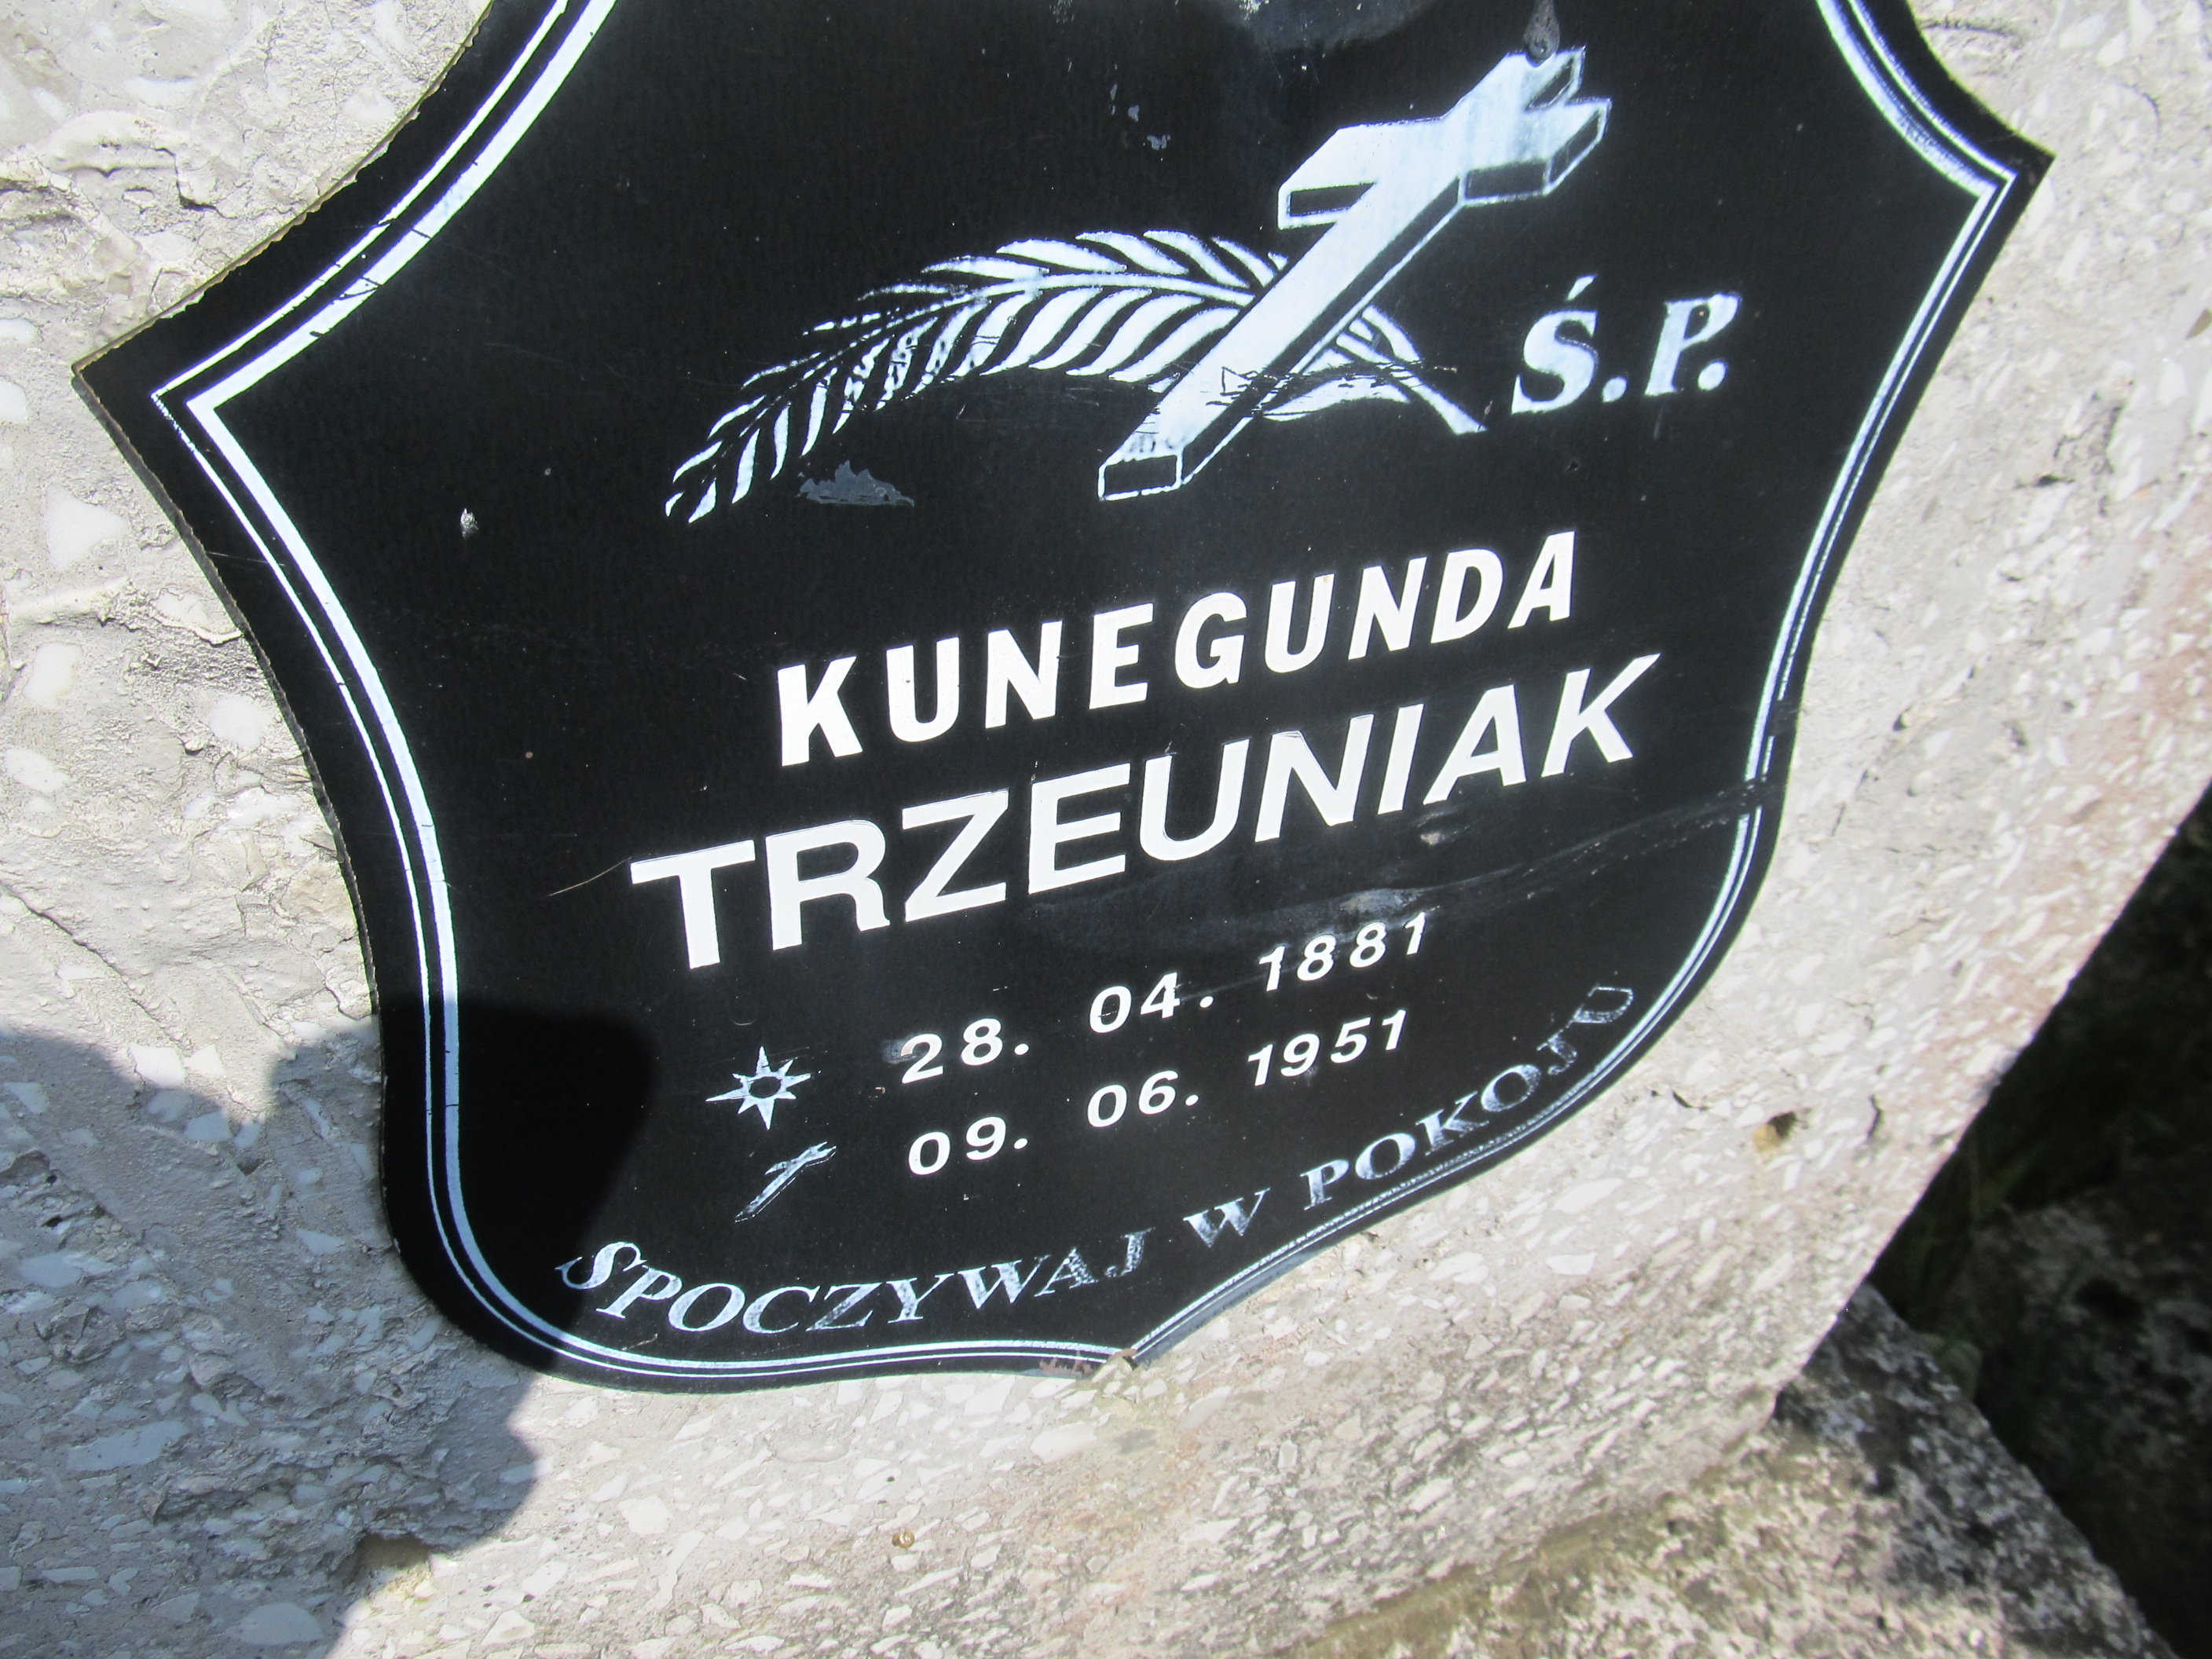 Ś.P.
KUNEGUNDA
TRZEUNIAK
28. 04. 1881
09. 06. 1951
SPOCZYWAJ W POKOJU